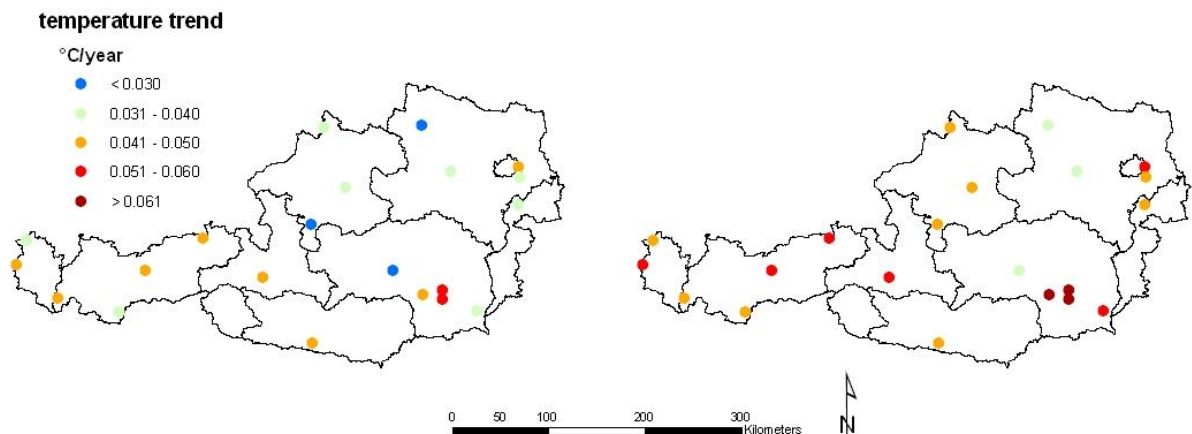 temperature trend
°C/year
< 0.030
0.031 - 0.040
0.041 - 0.050
0.051 - 0.060
> 0.061
0 50 100 200 300
Kilometers
N